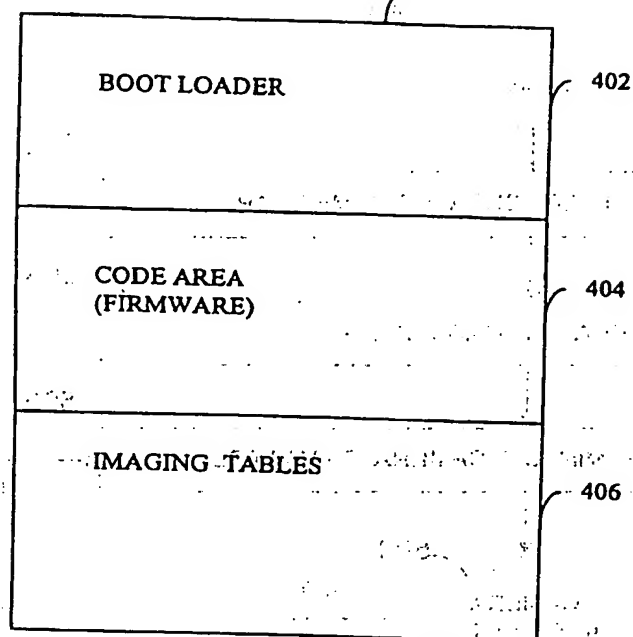 BOOT LOADER
402
CODE AREA
(FIRMWARE)
404
IMAGING TABLES
406